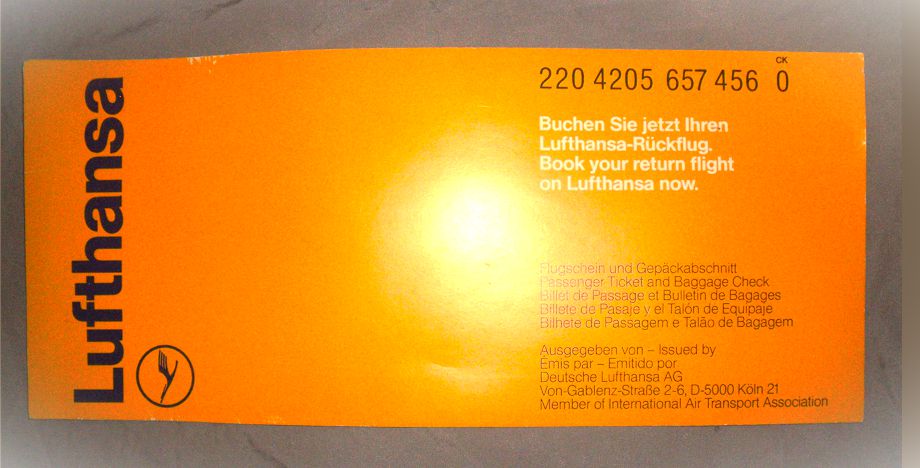 Lufthansa
CK
220 4205 657 456 0
Buchen Sie jetzt Ihren
Lufthansa-Rückflug.
Book your return flight
on Lufthansa now.
Flugschein und Gepäckabschnitt
Passenger Ticket and Baggage Check
Billet de Passage et Bulletin de Bagages
Billete de Pasaje y el Talón de Equipaje
Bilhete de Passagem e Talão de Bagagem
Ausgegeben von – Issued by
Émis par – Emitido por
Deutsche Lufthansa AG
Von-Gablenz-Straße 2-6, D-5000 Köln 21
Member of International Air Transport Association